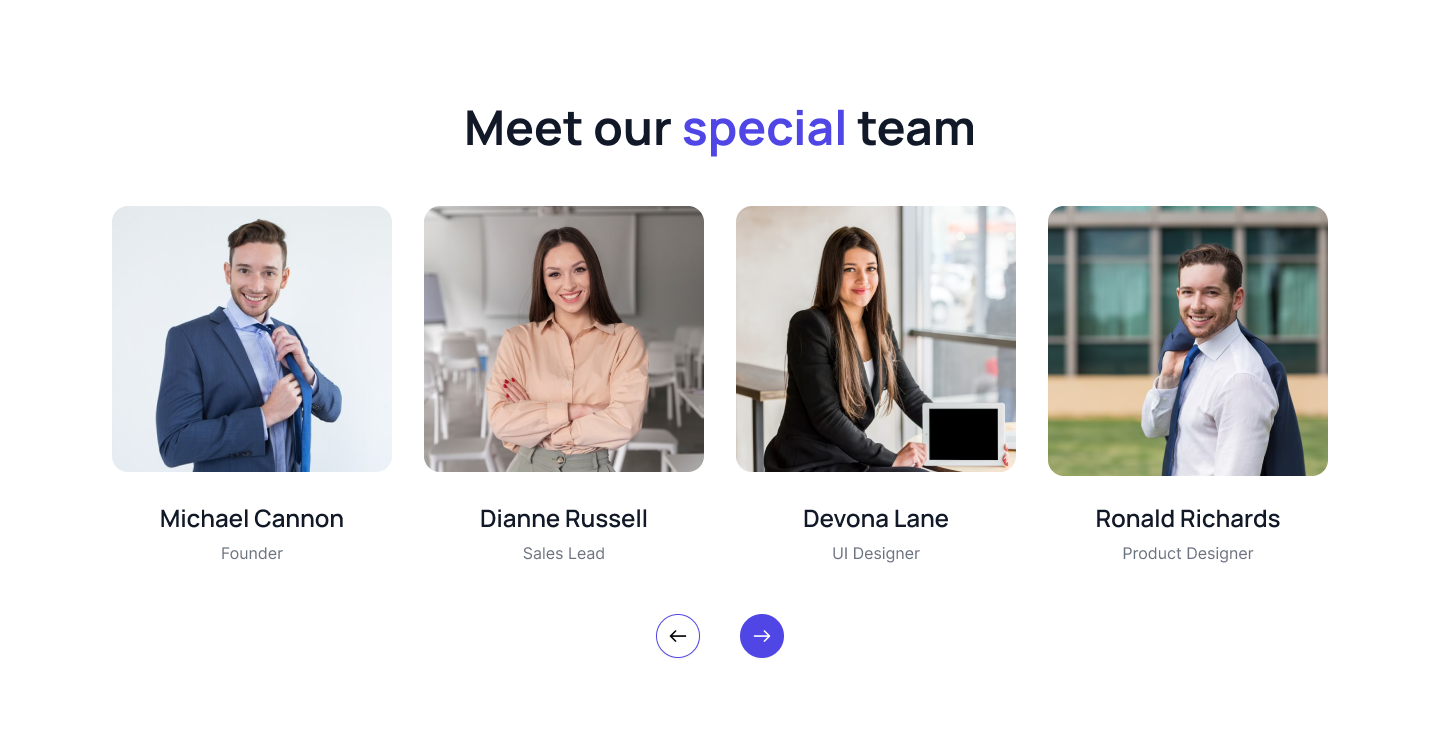 Meet our special team
Michael Cannon
Dianne Russell
Devona Lane
Ronald Richards
Founder
Sales Lead
UI Designer
Product Designer